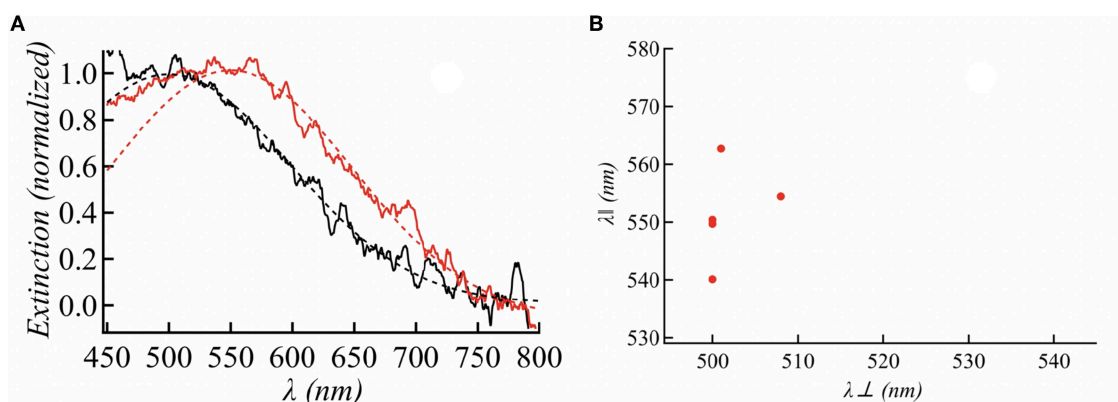 A
Extinction (normalized)
1.0
0.8
0.6
0.4
0.2
0.0
450 500 550 600 650 700 750 800
λ (nm)
B
λ∥ (nm)
580
570
560
550
540
530
500 510 520 530 540
λ⊥ (nm)